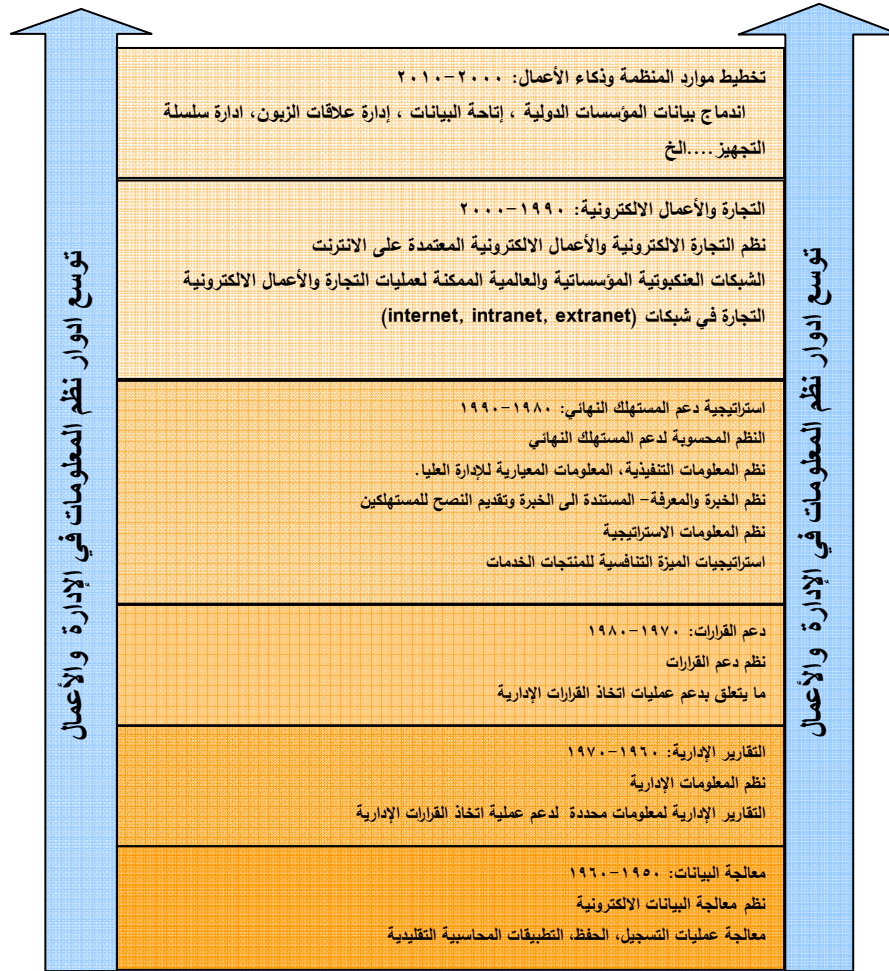 توسع ادوار نظم المعلومات في الإدارة والأعمال
تخطيط موارد المنظمة وذكاء الأعمال: ٢٠٠٠-٢٠١٠
اندماج بيانات المؤسسات الدولية ، إتاحة البيانات ، إدارة علاقات الزبون، ادارة سلسلة
التجهيز....الخ
التجارة والأعمال الالكترونية: ١٩٩٠-٢٠٠٠
نظم التجارة الالكترونية والأعمال الالكترونية المعتمدة على الانترنت
الشبكات العنكبوتية المؤسساتية والعالمية الممكنة لعمليات التجارة والأعمال الالكترونية
التجارة في شبكات (internet, intranet, extranet)
استراتيجية دعم المستهلك النهائي: ١٩٨٠-١٩٩٠
النظم المحسوبة لدعم المستهلك النهائي
نظم المعلومات التنفيذية، المعلومات المعيارية للإدارة العليا.
نظم الخبرة والمعرفة- المستندة الى الخبرة وتقديم النصح للمستهلكين
نظم المعلومات الاستراتيجية
استراتيجيات الميزة التنافسية للمنتجات الخدمات
دعم القرارات: ١٩٧٠-١٩٨٠
نظم دعم القرارات
ما يتعلق بدعم عمليات اتخاذ القرارات الإدارية
التقارير الإدارية: ١٩٦٠-١٩٧٠
نظم المعلومات الإدارية
التقارير الإدارية لمعلومات محددة لدعم عملية اتخاذ القرارات الإدارية
معالجة البيانات: ١٩٥٠-١٩٦٠
نظم معالجة البيانات الالكترونية
معالجة عمليات التسجيل، الحفظ، التطبيقات المحاسبية التقليدية
توسع ادوار نظم المعلومات في الإدارة والأعمال